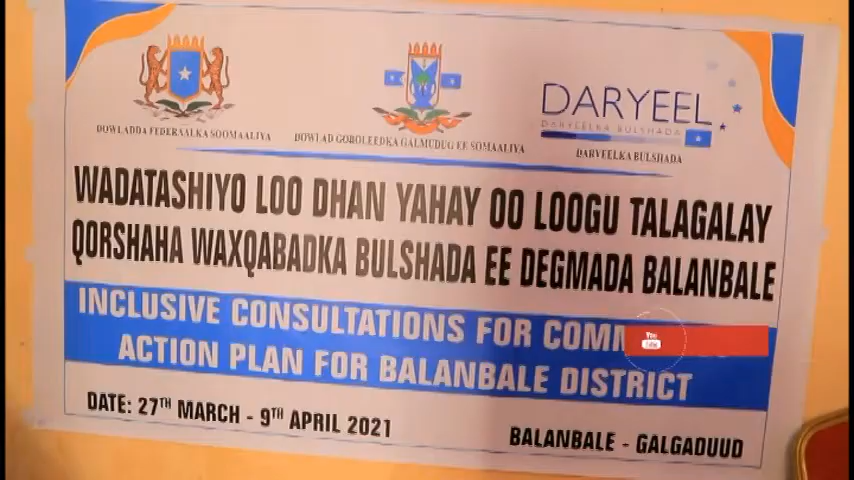 DOWLADDA FEDERAALKA SOOMAALIYA
DOWLAD GOBOLEEDKA GALMUDUG EE SOMAALIYA
DARYEEL
DARYEELKA BULSHADA
DARYEELKA BULSHADA
WADATASHIYO LOO DHAN YAHAY OO LOOGU TALAGALAY
QORSHAHA WAXQABADKA BULSHADA EE DEGMADA BALANBALE
INCLUSIVE CONSULTATIONS FOR COMM
ACTION PLAN FOR BALANBALE DISTRICT
DATE: 27TH MARCH - 9TH APRIL 2021
BALANBALE - GALGADUUD
You
Tube